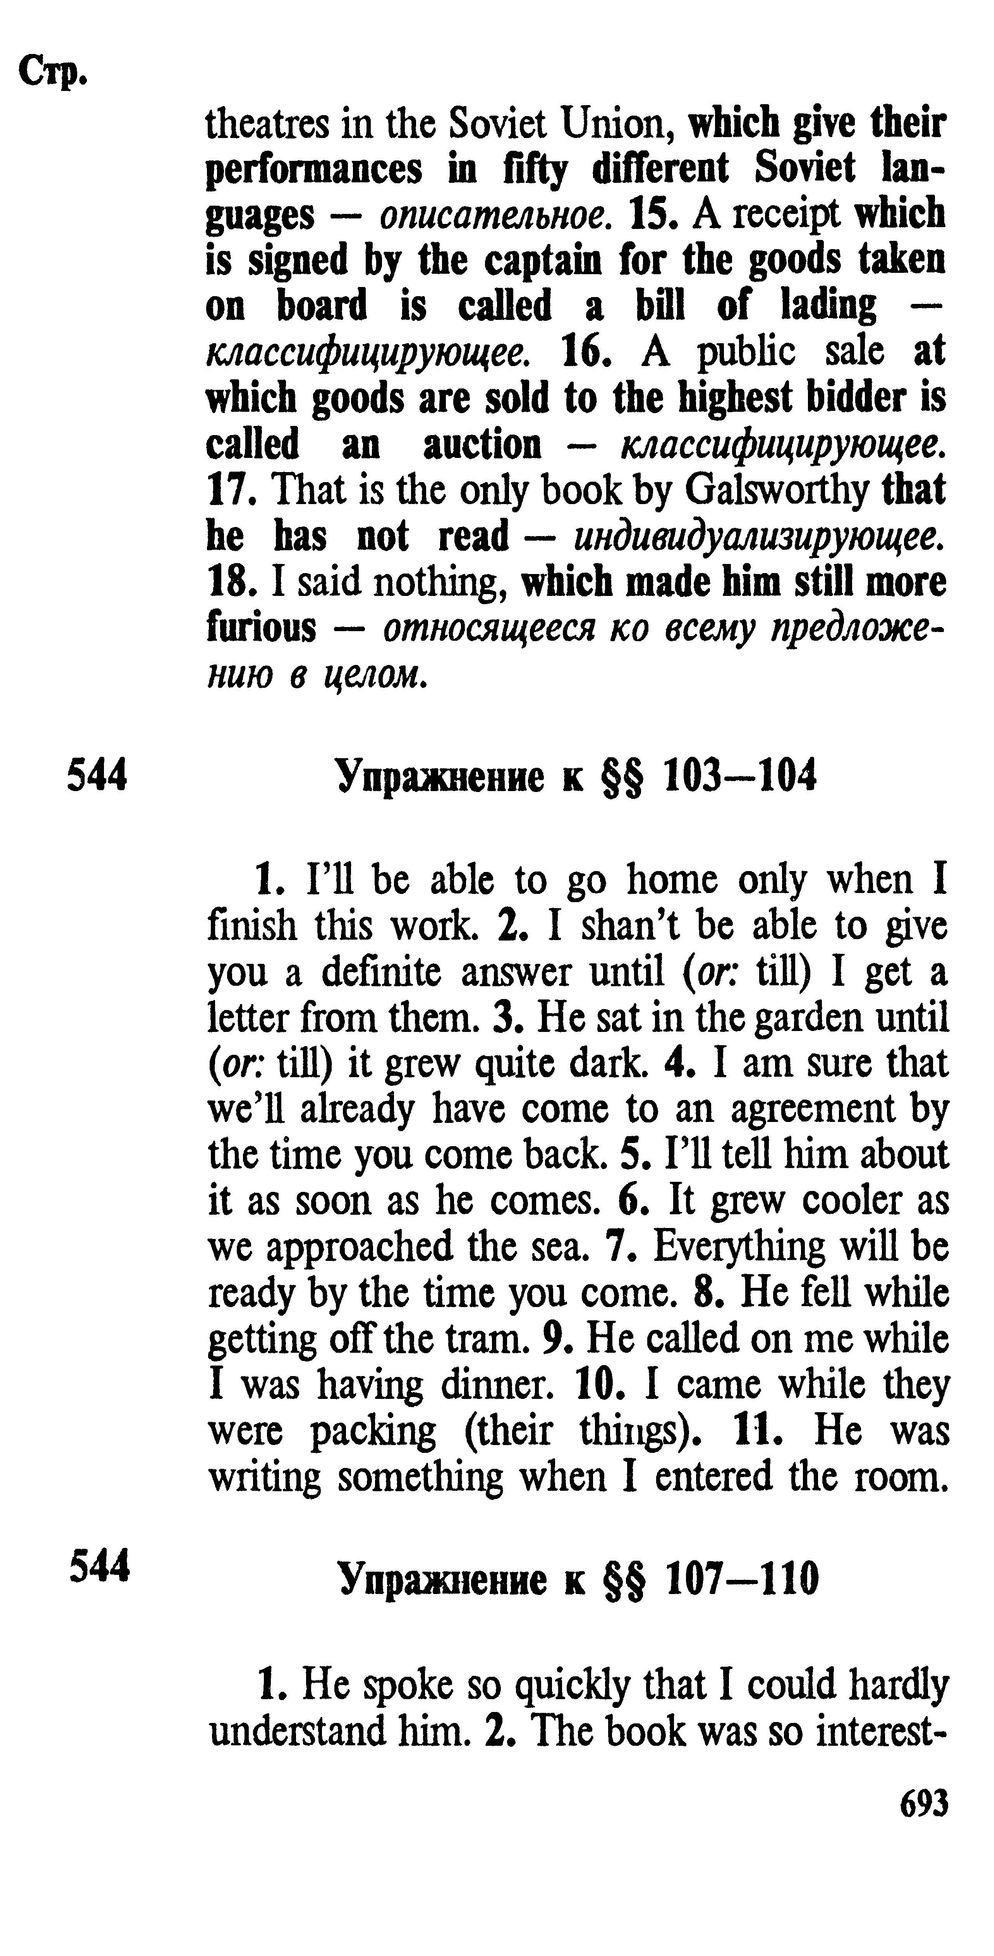 Стр.
theatres in the Soviet Union, which give their
performances in fifty different Soviet lan-
guages — описательное. 15. A receipt which
is signed by the captain for the goods taken
on board is called a bill of lading —
классифицирующее. 16. A public sale at
which goods are sold to the highest bidder is
called an auction — классифицирующее.
17. That is the only book by Galsworthy that
he has not read — индивидуализирующее.
18. I said nothing, which made him still more
furious — относящееся ко всему предложе-
нию в целом.
544 Упражнение к §§ 103—104
1. I'll be able to go home only when I
finish this work. 2. I shan't be able to give
you a definite answer until (or: till) I get a
letter from them. 3. He sat in the garden until
(or: till) it grew quite dark. 4. I am sure that
we'll already have come to an agreement by
the time you come back. 5. I'll tell him about
it as soon as he comes. 6. It grew cooler as
we approached the sea. 7. Everything will be
ready by the time you come. 8. He fell while
getting off the tram. 9. He called on me while
I was having dinner. 10. I came while they
were packing (their things). 11. He was
writing something when I entered the room.
544 Упражнение к §§ 107—110
1. He spoke so quickly that I could hardly
understand him. 2. The book was so interest-
693